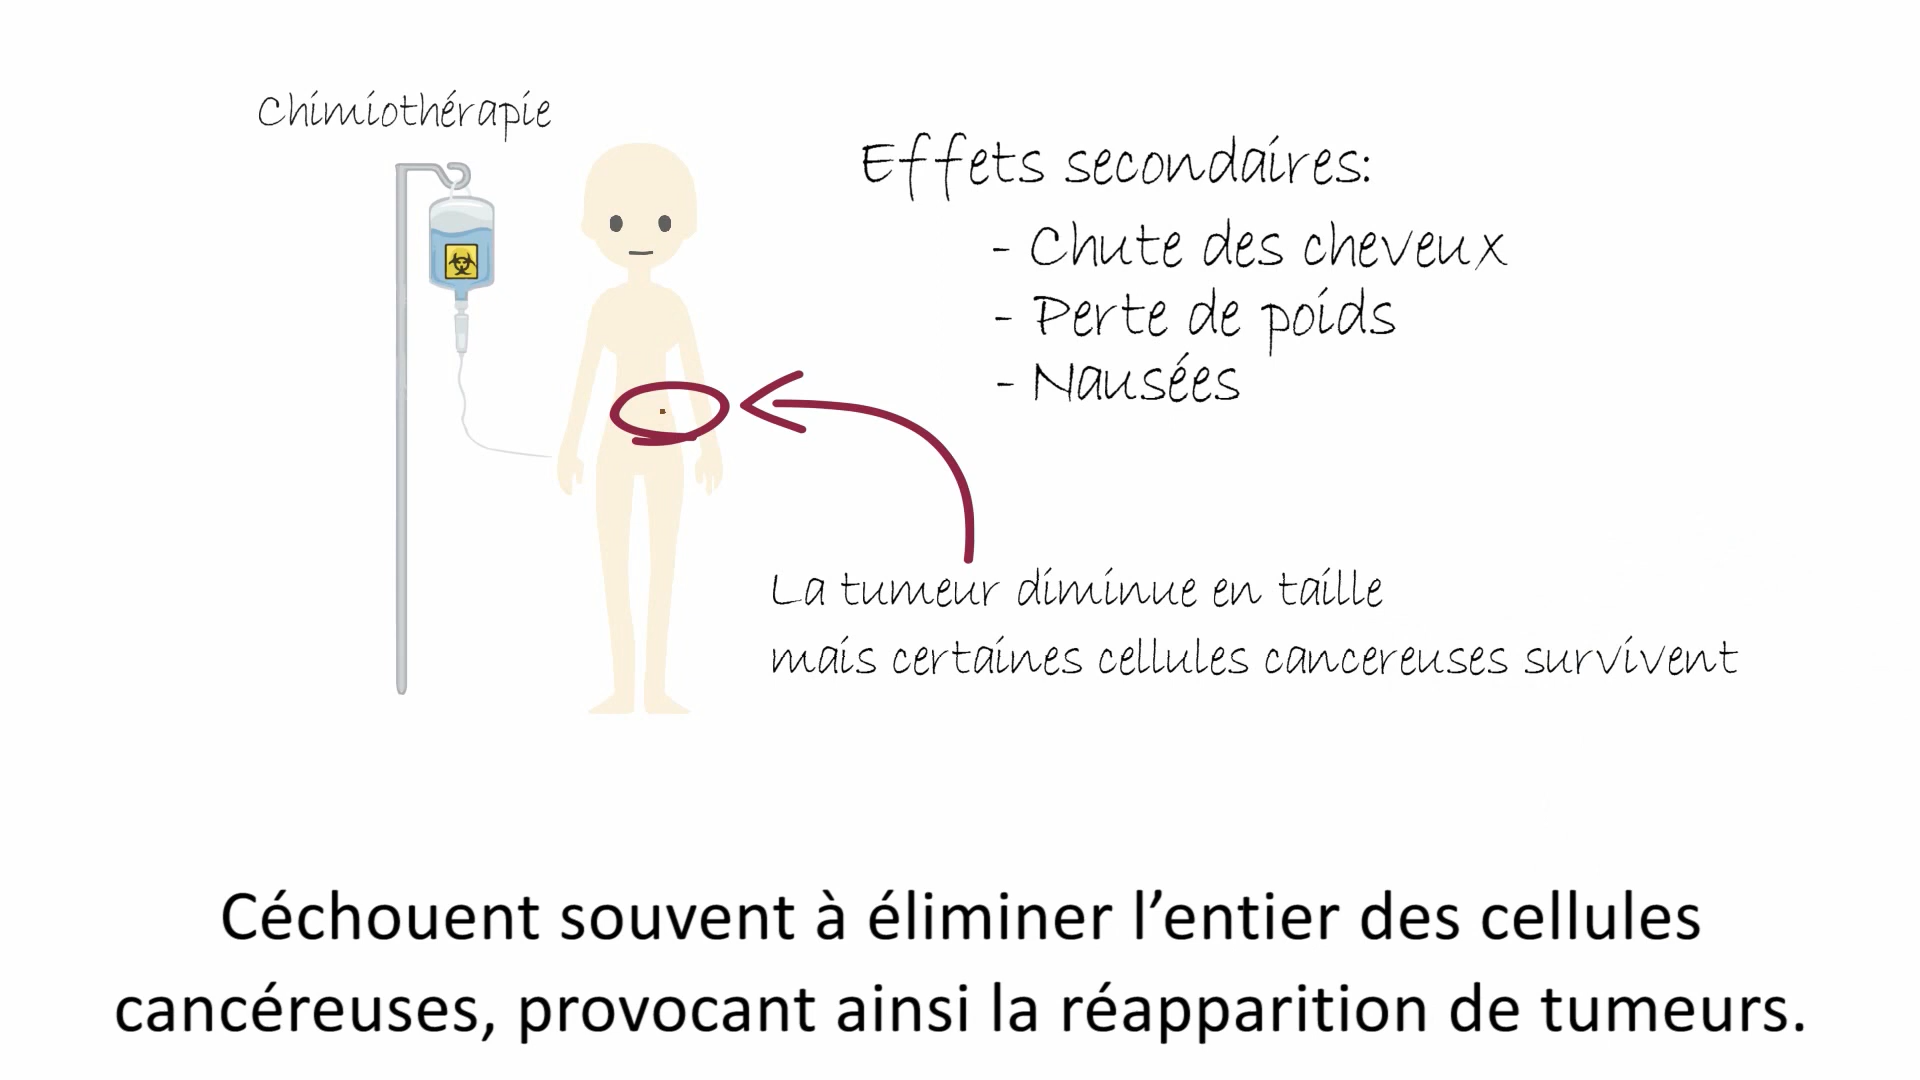 Chimiothérapie
Effets secondaires:
- Chute des cheveux
- Perte de poids
- Nausées
La tumeur diminue en taille
mais certaines cellules cancereuses survivent
Céchouent souvent à éliminer l’entier des cellules
cancéreuses, provocant ainsi la réapparition de tumeurs.